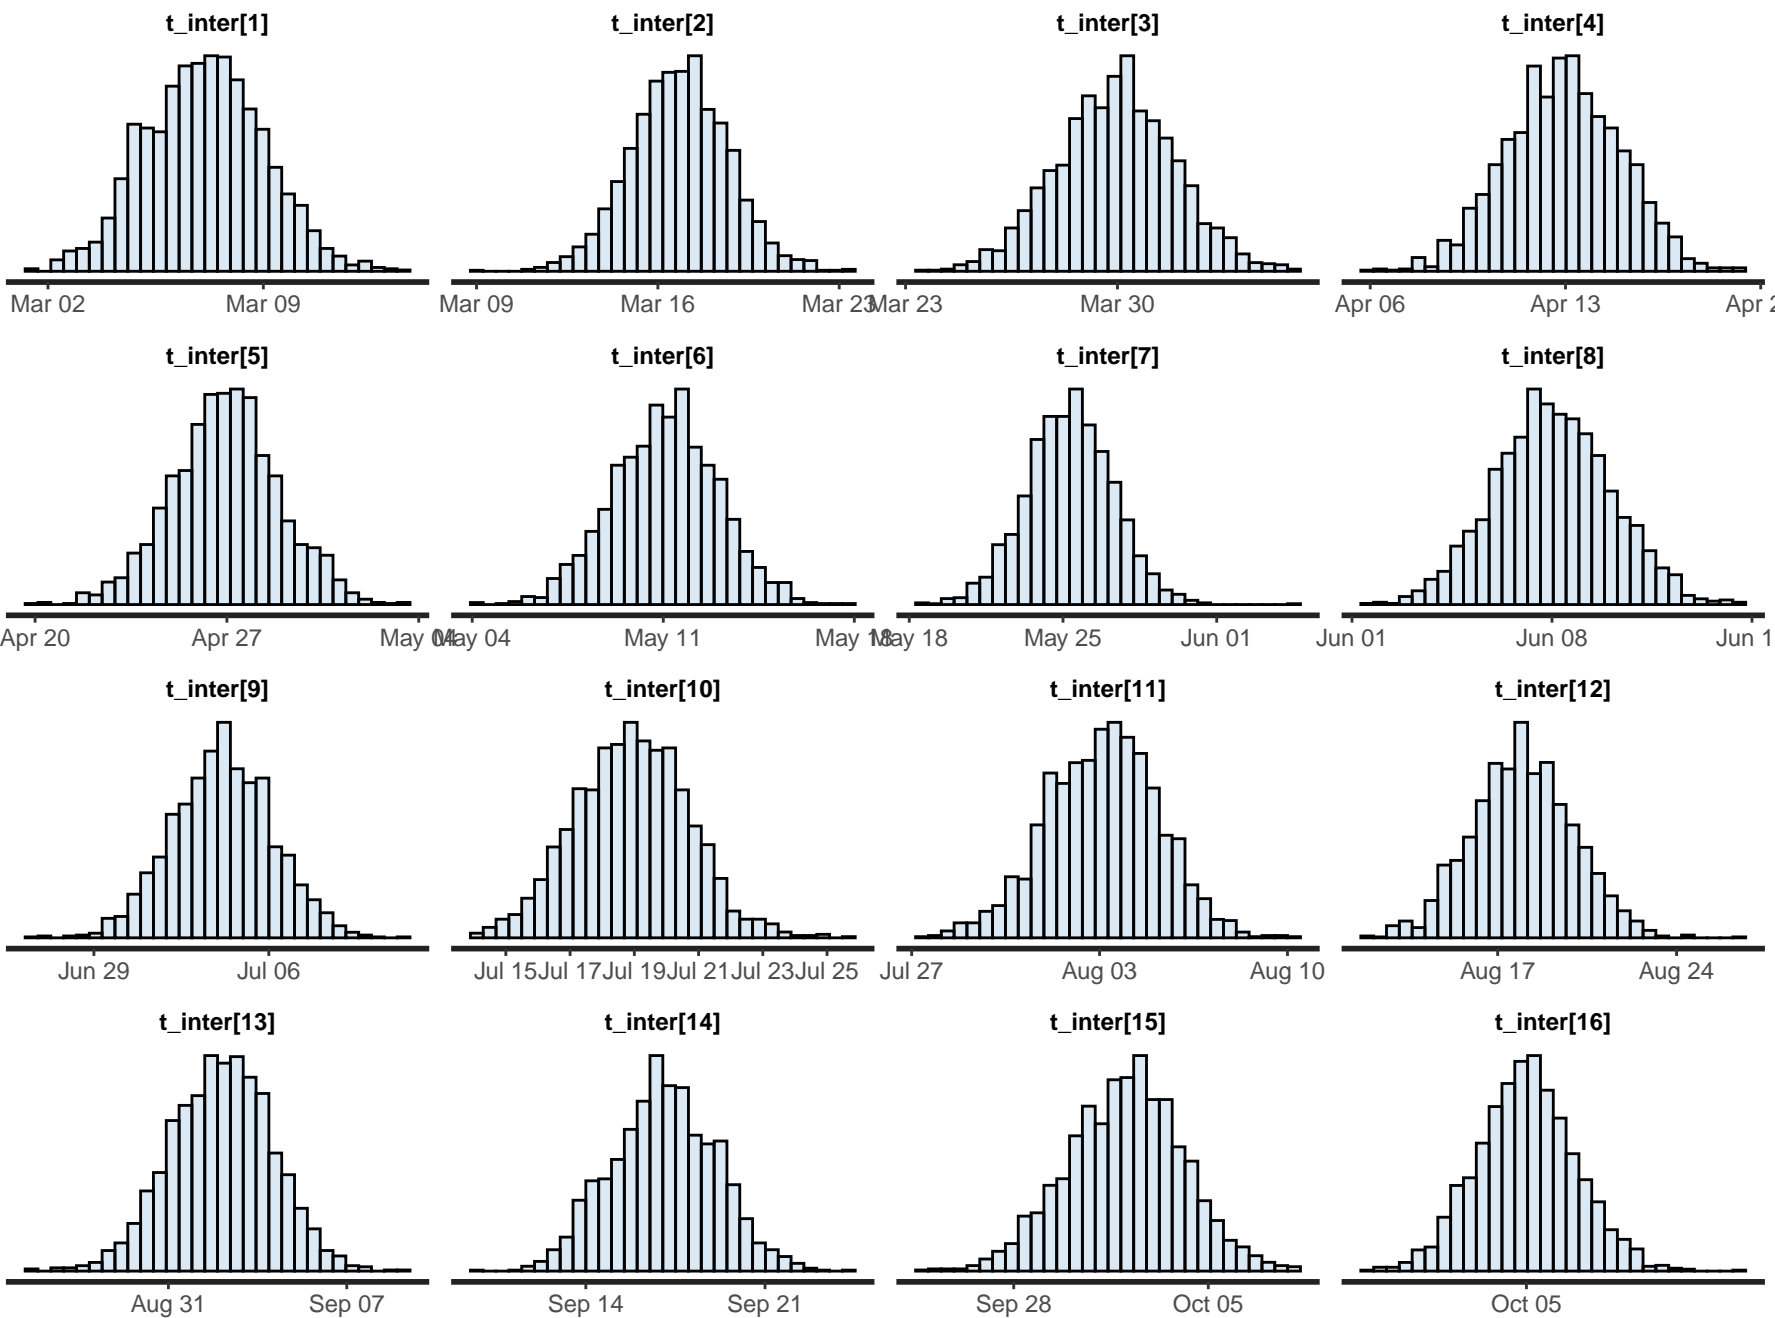 t_inter[1] t_inter[2] t_inter[3] t_inter[4]
Mar 02 Mar 09 Mar 09 Mar 16 Mar 23 Mar 23 Mar 30 Apr 06 Apr 13 Apr 2
t_inter[5] t_inter[6] t_inter[7] t_inter[8]
Apr 20 Apr 27 May 04 May 04 May 11 May 18 May 18 May 25 Jun 01 Jun 01 Jun 08 Jun 1
t_inter[9] t_inter[10] t_inter[11] t_inter[12]
Jun 29 Jul 06 Jul 15 Jul 17 Jul 19 Jul 21 Jul 23 Jul 25 Jul 27 Aug 03 Aug 10 Aug 17 Aug 24
t_inter[13] t_inter[14] t_inter[15] t_inter[16]
Aug 31 Sep 07 Sep 14 Sep 21 Sep 28 Oct 05 Oct 05